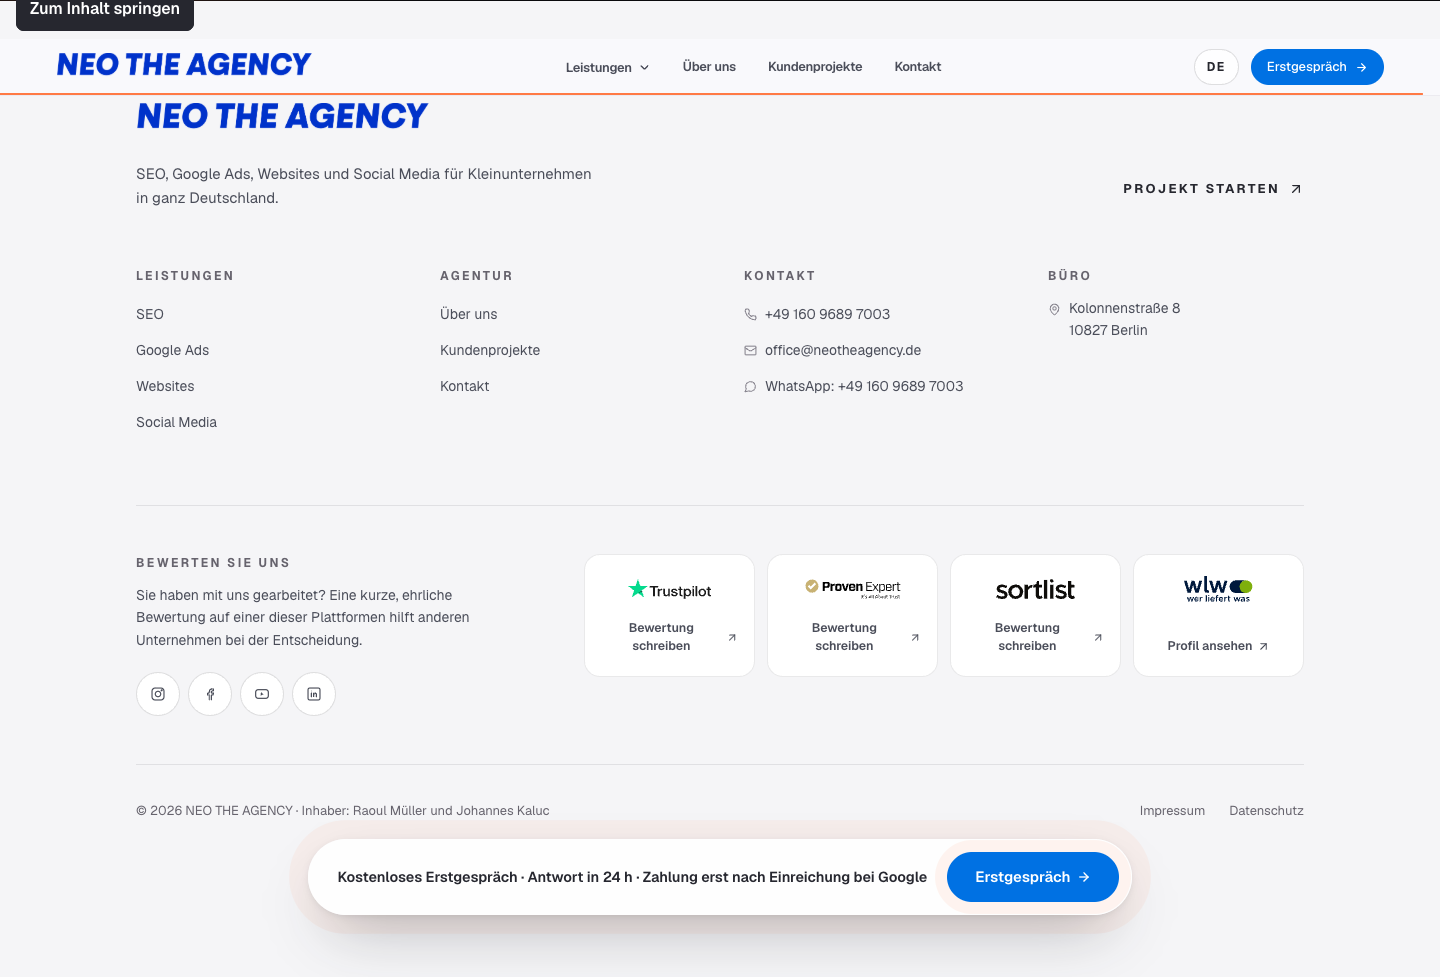 Zum Inhalt springen
NEO THE AGENCY
Leistungen
Über uns
Kundenprojekte
Kontakt
DE
Erstgespräch
NEO THE AGENCY
SEO, Google Ads, Websites und Social Media für Kleinunternehmen
in ganz Deutschland.
PROJEKT STARTEN
LEISTUNGEN
SEO
Google Ads
Websites
Social Media
AGENTUR
Über uns
Kundenprojekte
Kontakt
KONTAKT
+49 160 9689 7003
office@neotheagency.de
WhatsApp: +49 160 9689 7003
BÜRO
Kolonnenstraße 8
10827 Berlin
BEWERTEN SIE UNS
Sie haben mit uns gearbeitet? Eine kurze, ehrliche
Bewertung auf einer dieser Plattformen hilft anderen
Unternehmen bei der Entscheidung.
Trustpilot
Bewertung
schreiben
Proven Expert
Bewertung
schreiben
sortlist
Bewertung
schreiben
wlw
wer liefert was
Profil ansehen
© 2026 NEO THE AGENCY · Inhaber: Raoul Müller und Johannes Kaluc
Impressum
Datenschutz
Kostenloses Erstgespräch · Antwort in 24 h · Zahlung erst nach Einreichung bei Google
Erstgespräch